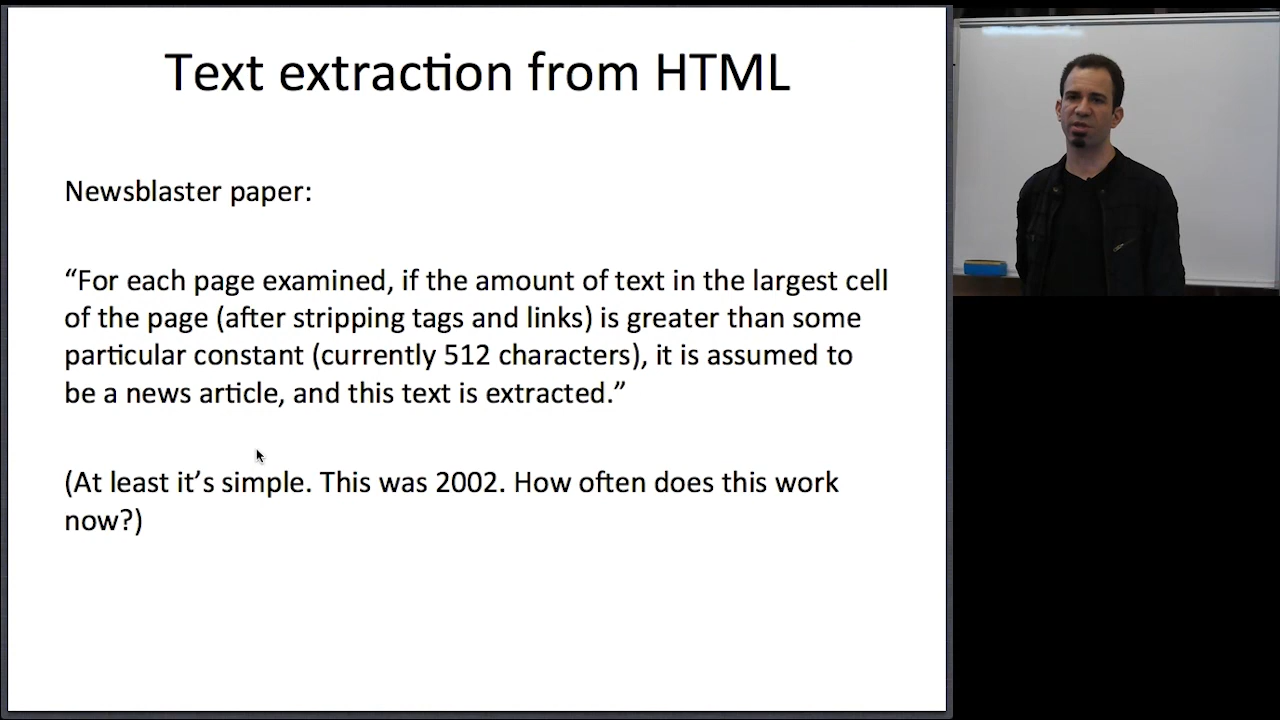 Text extraction from HTML
Newsblaster paper:
“For each page examined, if the amount of text in the largest cell
of the page (after stripping tags and links) is greater than some
particular constant (currently 512 characters), it is assumed to
be a news article, and this text is extracted.”
(At least it’s simple. This was 2002. How often does this work
now?)